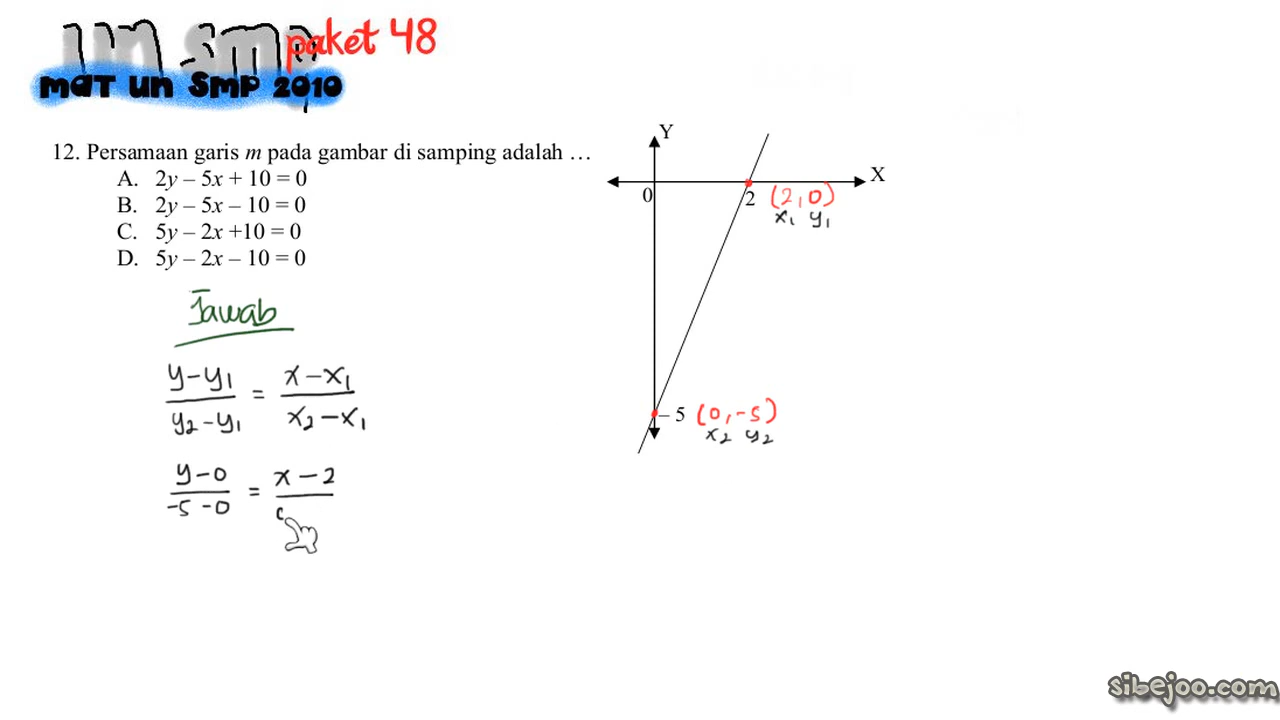 un smp
paket 48
mat un smp 2010
12. Persamaan garis m pada gambar di samping adalah …
A. 2y – 5x + 10 = 0
B. 2y – 5x – 10 = 0
C. 5y – 2x +10 = 0
D. 5y – 2x – 10 = 0
Y
X
0
2 (2,0)
x₁ y₁
– 5 (0,-5)
x₂ y₂
Jawab
y-y₁ / y₂-y₁ = x-x₁ / x₂-x₁
y-0 / -5 -0 = x-2
sibejoo.com